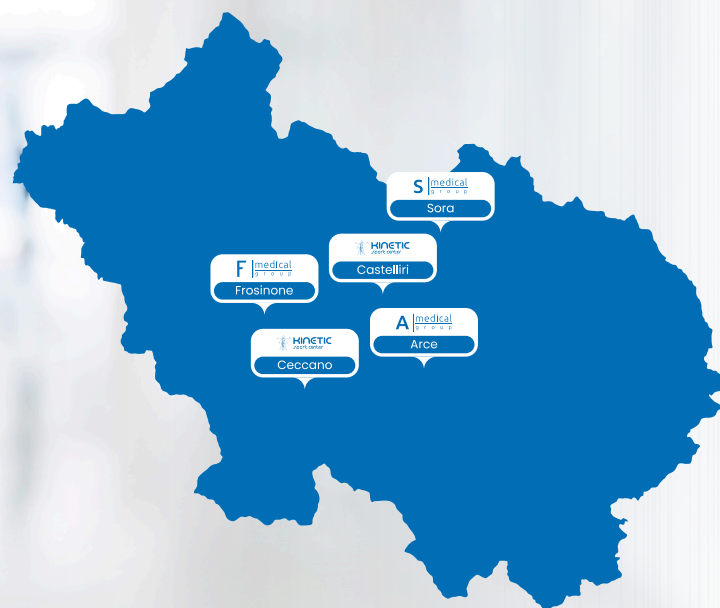 S medical
group
Sora
KINETIC
sport center
Castelliri
F medical
group
Frosinone
A medical
group
Arce
KINETIC
sport center
Ceccano